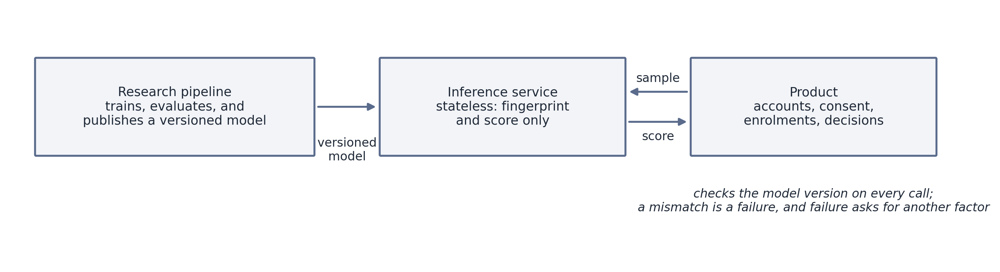 Research pipeline
trains, evaluates, and
publishes a versioned model
versioned
model
Inference service
stateless: fingerprint
and score only
sample
score
Product
accounts, consent,
enrolments, decisions
checks the model version on every call;
a mismatch is a failure, and failure asks for another factor